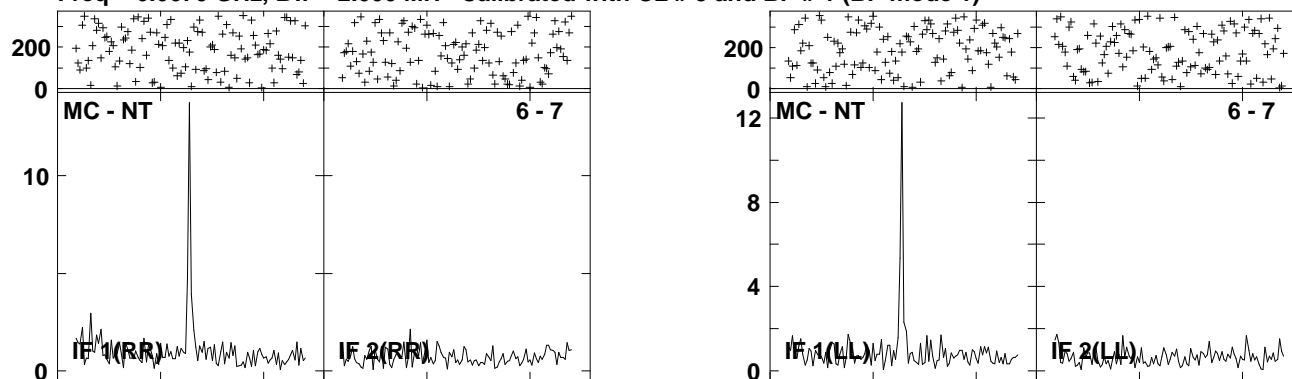 200
0
MC - NT
6 - 7
10
0
IF 1(RR)
IF 2(RR)
200
0
MC - NT
6 - 7
12
8
4
0
IF 1(LL)
IF 2(LL)